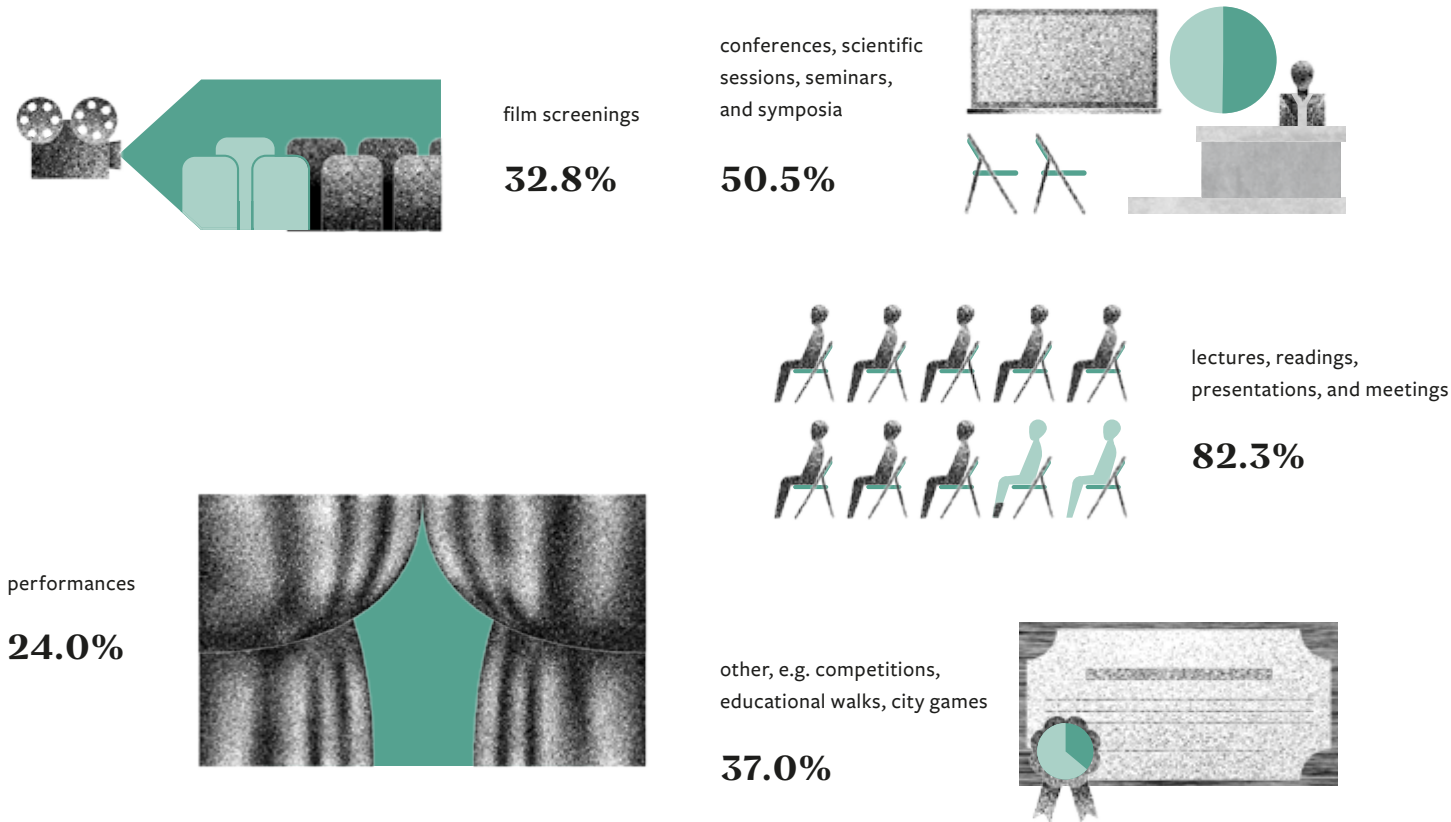 film screenings
32.8%
conferences, scientific
sessions, seminars,
and symposia
50.5%
lectures, readings,
presentations, and meetings
82.3%
performances
24.0%
other, e.g. competitions,
educational walks, city games
37.0%